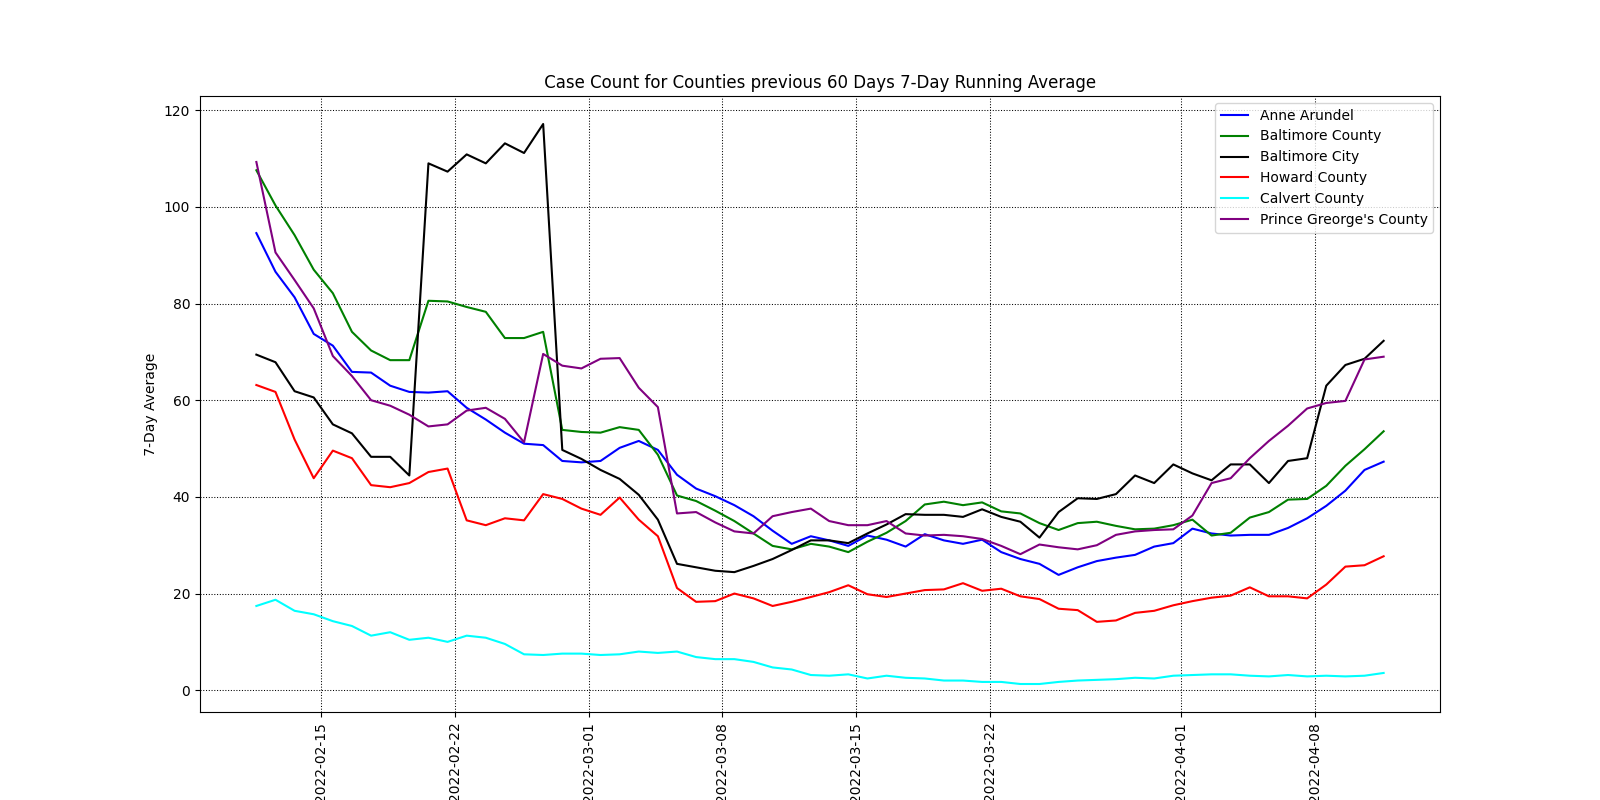 Case Count for Counties previous 60 Days 7-Day Running Average
120
100
80
60
40
20
0
7-Day Average
Anne Arundel
Baltimore County
Baltimore City
Howard County
Calvert County
Prince Greorge's County
2022-02-15
2022-02-22
2022-03-01
2022-03-08
2022-03-15
2022-03-22
2022-04-01
2022-04-08